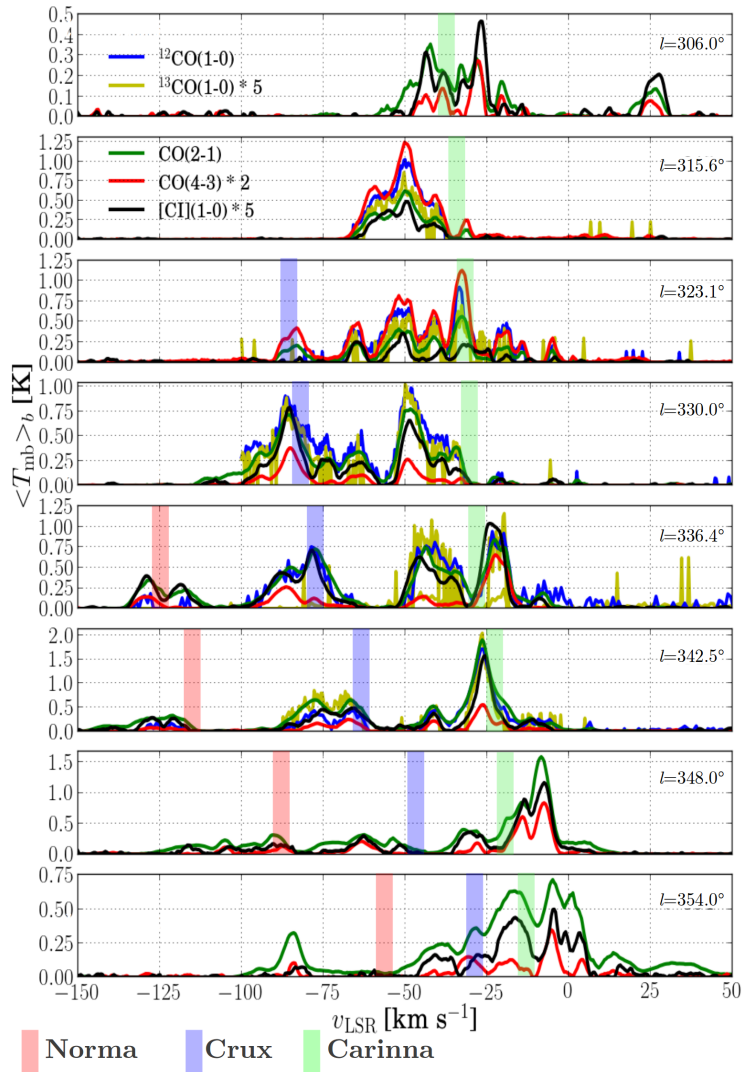 0.5
0.4
0.3
0.2
0.1
0.0
¹²CO(1-0)
¹³CO(1-0) * 5
l=306.0°
1.25
1.00
0.75
0.50
0.25
0.00
CO(2-1)
CO(4-3) * 2
[CI](1-0) * 5
l=315.6°
1.25
1.00
0.75
0.50
0.25
0.00
l=323.1°
1.00
0.75
0.50
0.25
0.00
l=330.0°
<T_mb>_b [K]
1.00
0.75
0.50
0.25
0.00
l=336.4°
2.0
1.5
1.0
0.5
0.0
l=342.5°
1.5
1.0
0.5
0.0
l=348.0°
0.75
0.50
0.25
0.00
l=354.0°
−150 −125 −100 −75 −50 −25 0 25 50
v_LSR [km s⁻¹]
Norma Crux Carinna